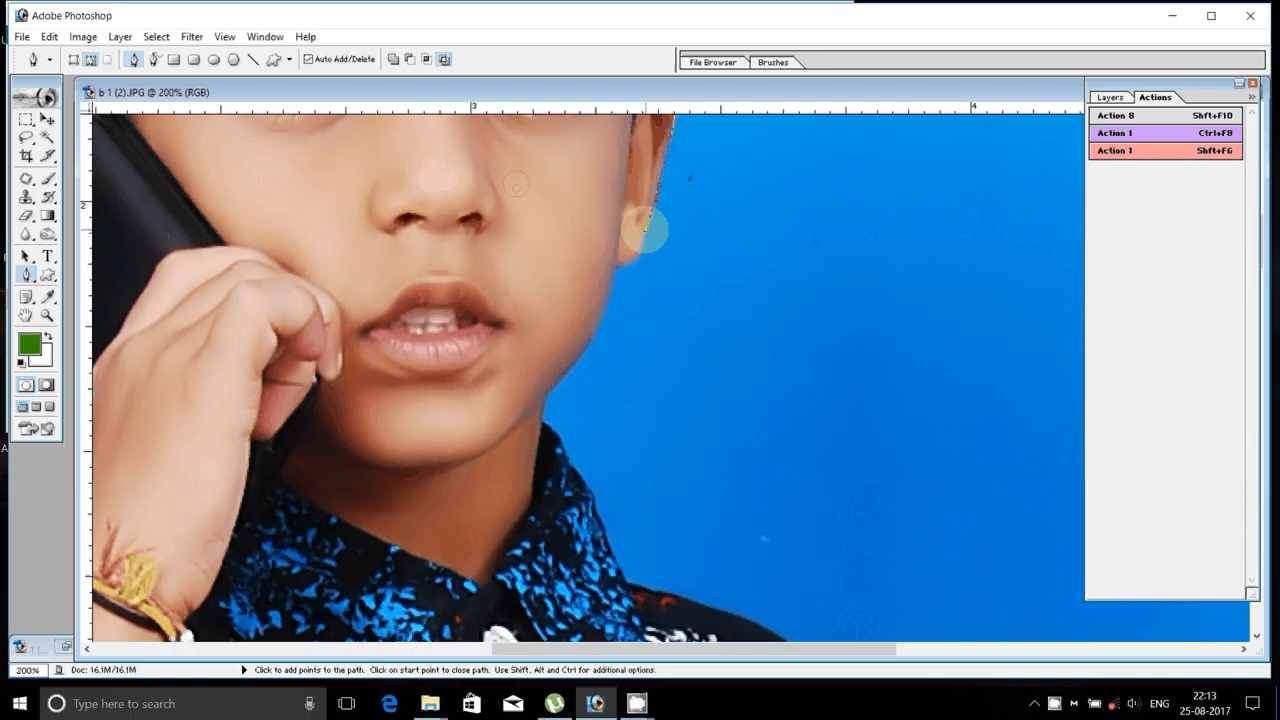 Adobe Photoshop
File Edit Image Layer Select Filter View Window Help
Auto Add/Delete
File Browser Brushes
b 1 (2).JPG @ 200% (RGB)
3 4
2
Layers Actions
Action 8 Shft+F10
Action 1 Ctrl+F8
Action 1 Shft+F6
200% Doc: 16.1M/16.1M Click to add points to the path. Click on start point to close path. Use Shift, Alt and Ctrl for additional options.
Type here to search
ENG
22:13
25-08-2017